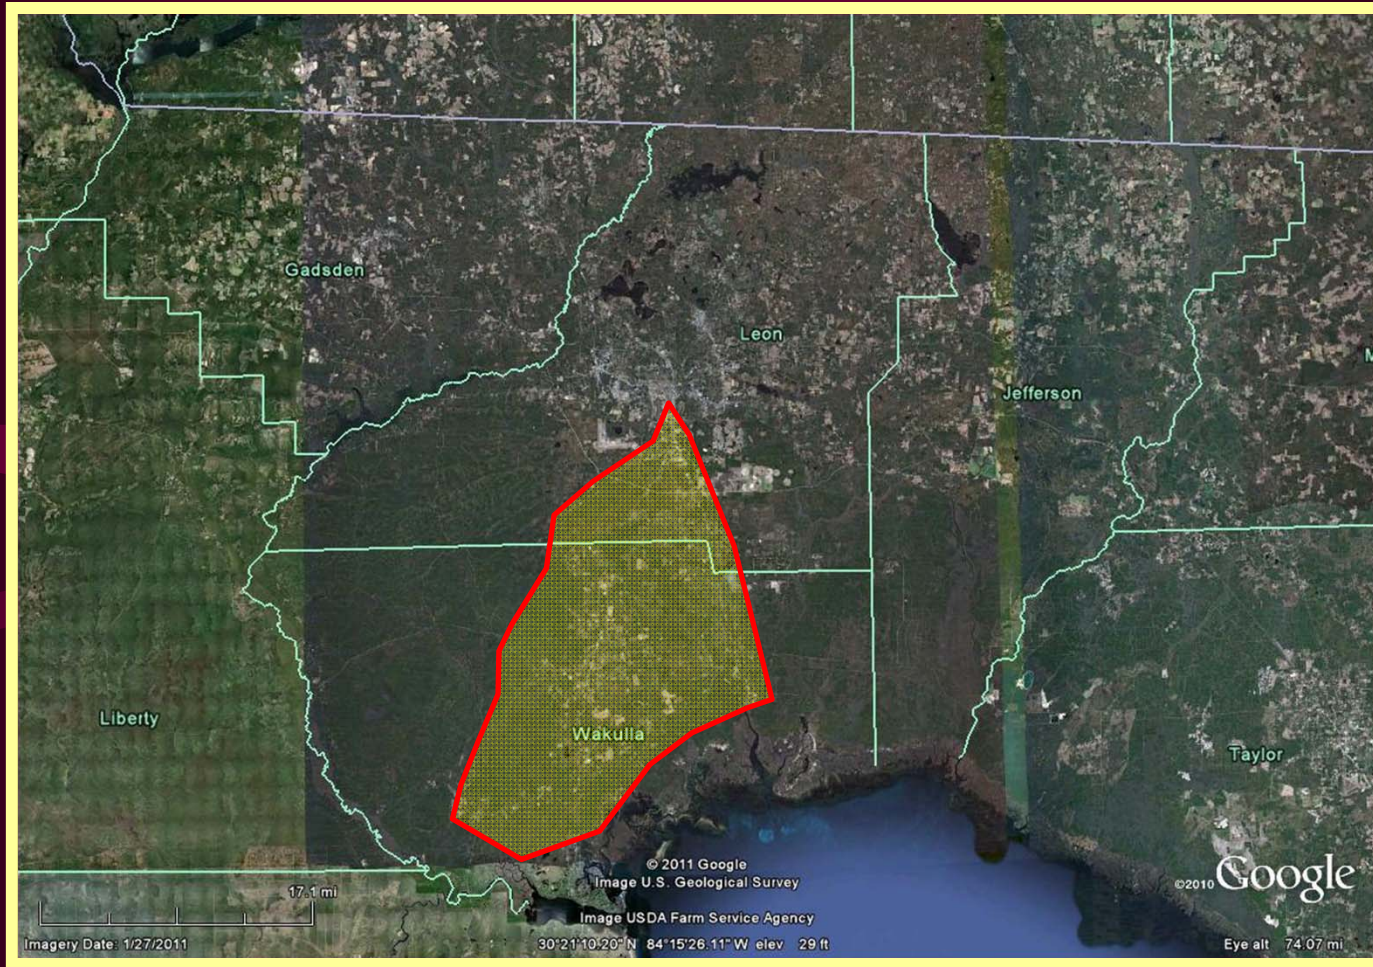 Gadsden
Leon
Jefferson
M
Liberty
Wakulla
Taylor
© 2011 Google
Image U.S. Geological Survey
©2010 Google
17.1 mi
Image USDA Farm Service Agency
Imagery Date: 1/27/2011
30°21'10.20" N 84°15'26.11" W elev 29 ft
Eye alt 74.07 mi